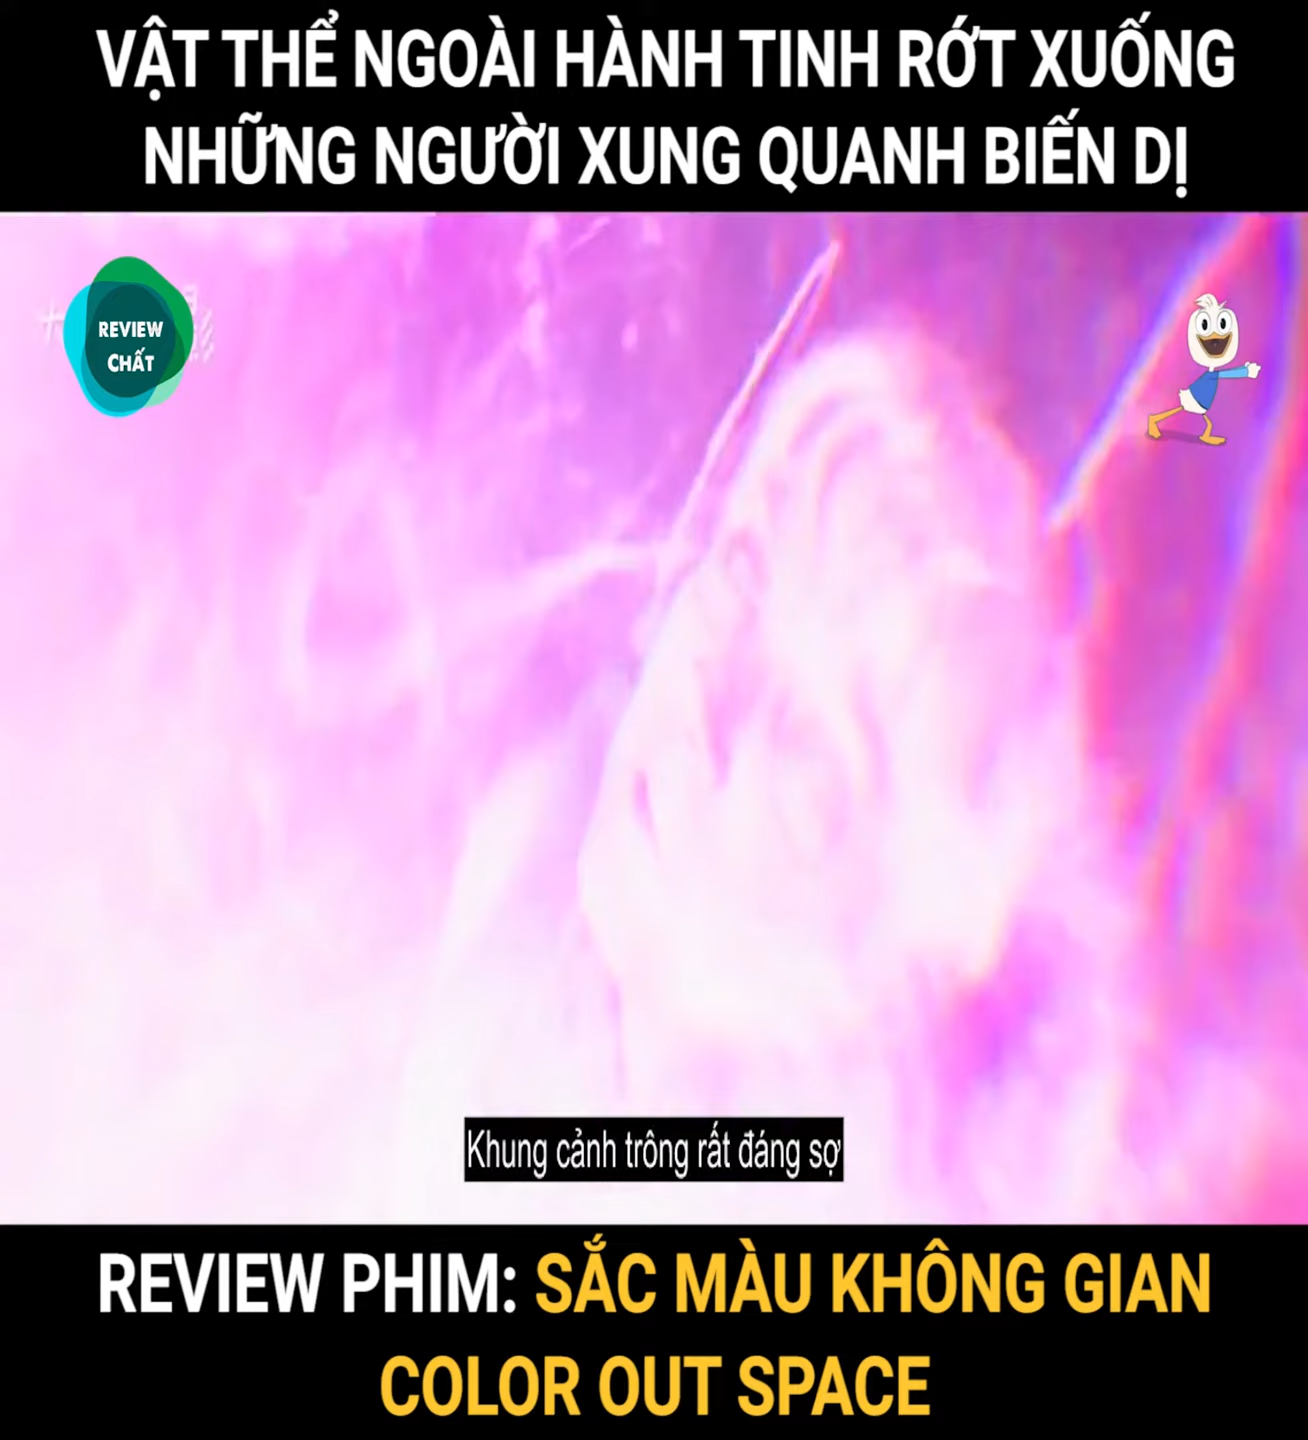 VẬT THỂ NGOÀI HÀNH TINH RỚT XUỐNG
NHỮNG NGƯỜI XUNG QUANH BIẾN DỊ
REVIEW
CHẤT
Khung cảnh trông rất đáng sợ
REVIEW PHIM: SẮC MÀU KHÔNG GIAN
COLOR OUT SPACE